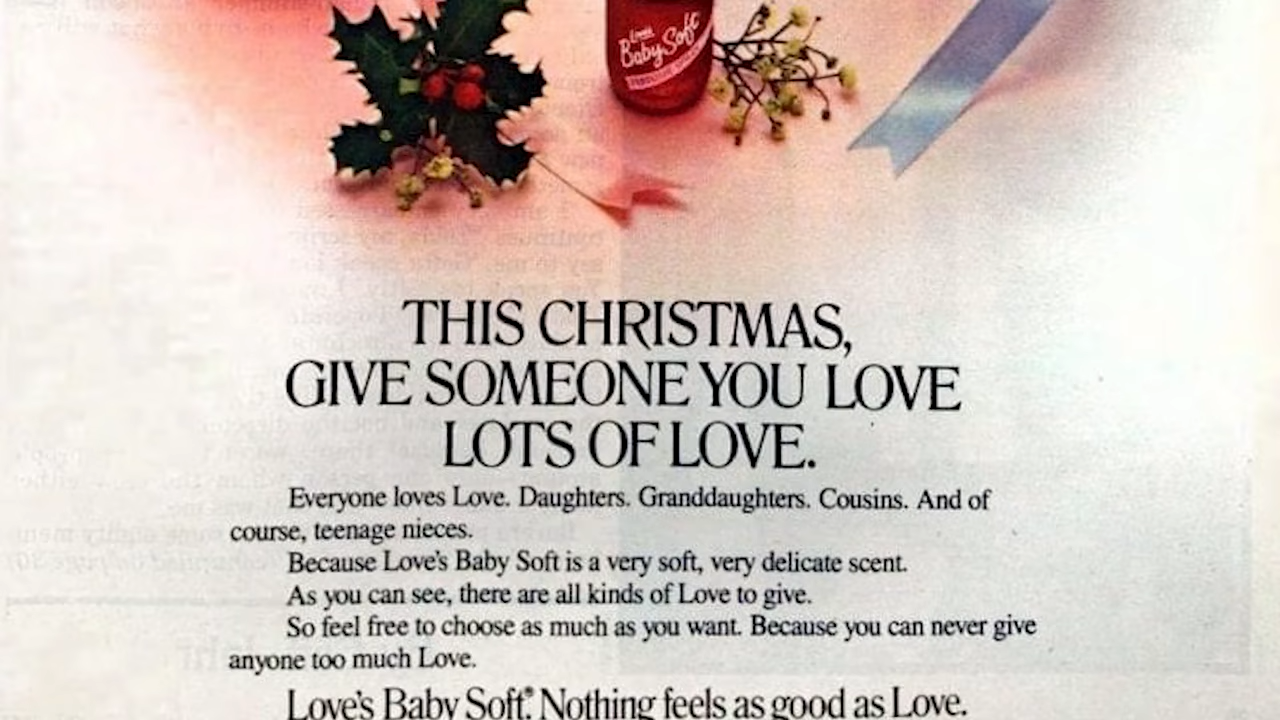 Love's
Baby Soft
THIS CHRISTMAS,
GIVE SOMEONE YOU LOVE
LOTS OF LOVE.
Everyone loves Love. Daughters. Granddaughters. Cousins. And of
course, teenage nieces.
Because Love's Baby Soft is a very soft, very delicate scent.
As you can see, there are all kinds of Love to give.
So feel free to choose as much as you want. Because you can never give
anyone too much Love.
Love's Baby Soft.® Nothing feels as good as Love.